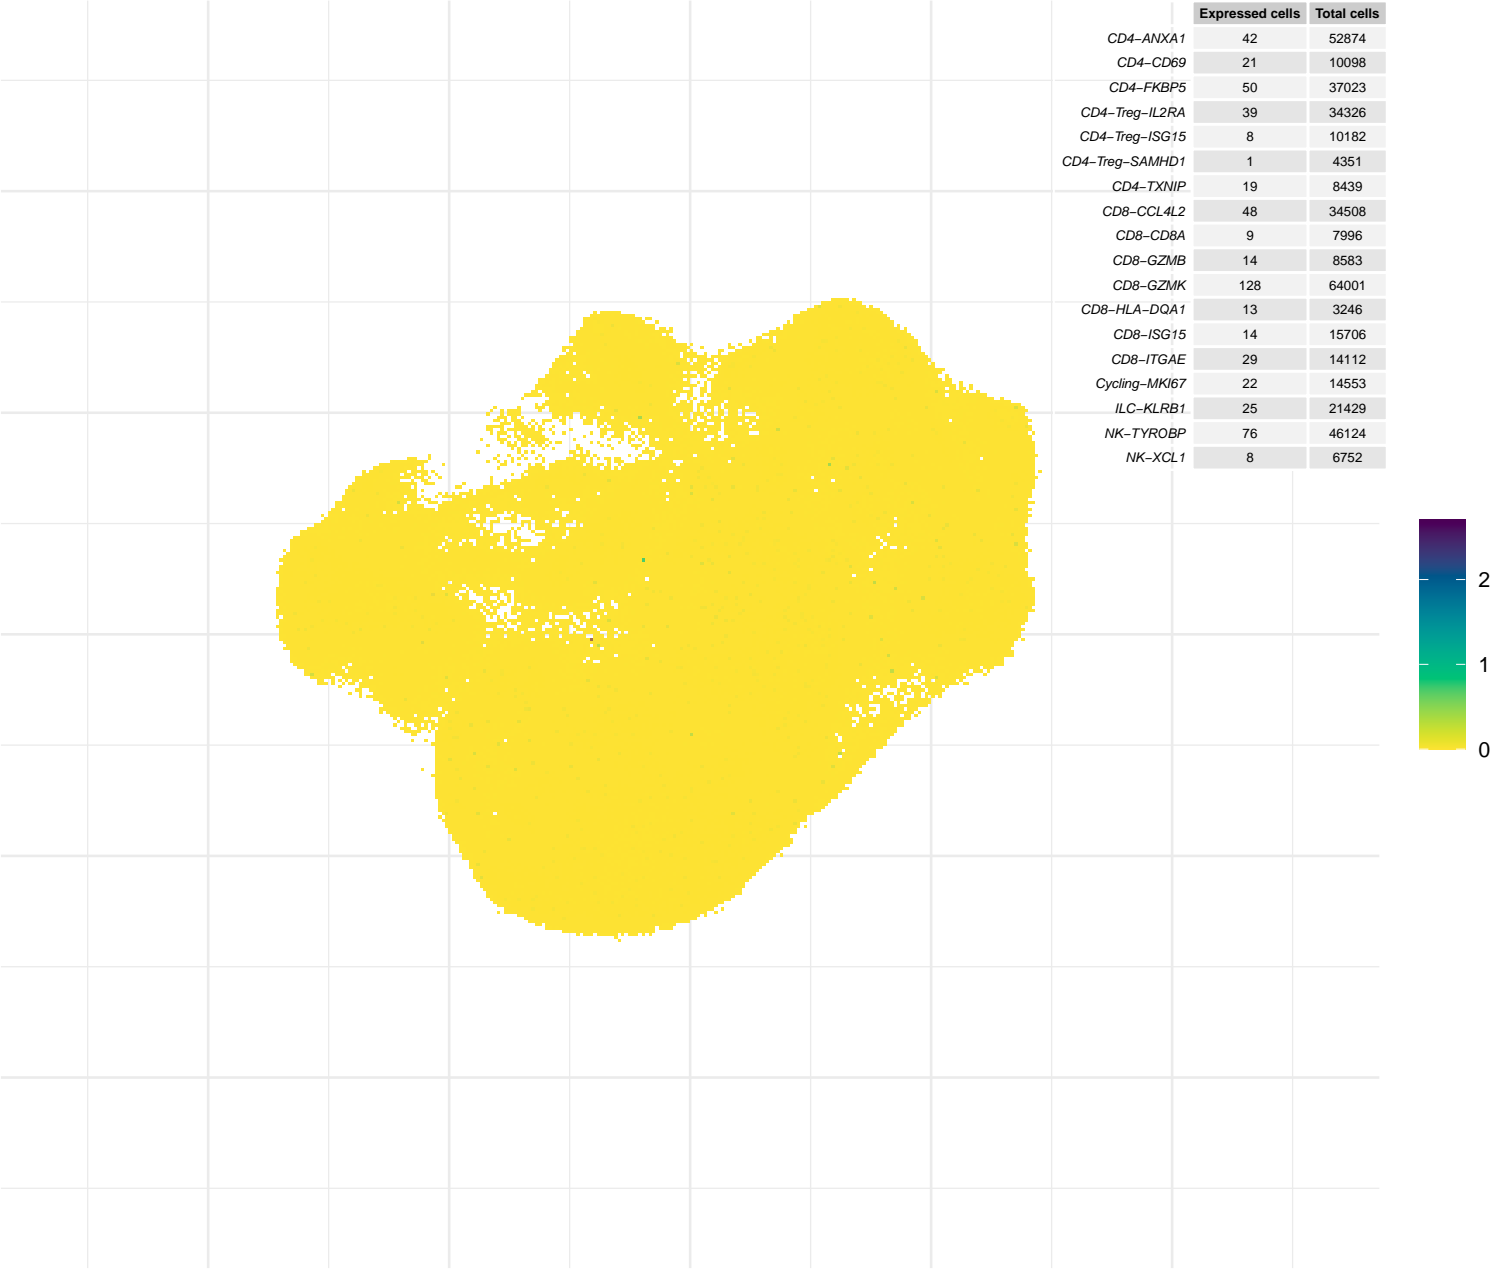 Expressed cells Total cells
CD4−ANXA1 42 52874
CD4−CD69 21 10098
CD4−FKBP5 50 37023
CD4−Treg−IL2RA 39 34326
CD4−Treg−ISG15 8 10182
CD4−Treg−SAMHD1 1 4351
CD4−TXNIP 19 8439
CD8−CCL4L2 48 34508
CD8−CD8A 9 7996
CD8−GZMB 14 8583
CD8−GZMK 128 64001
CD8−HLA−DQA1 13 3246
CD8−ISG15 14 15706
CD8−ITGAE 29 14112
Cycling−MKI67 22 14553
ILC−KLRB1 25 21429
NK−TYROBP 76 46124
NK−XCL1 8 6752
2
1
0